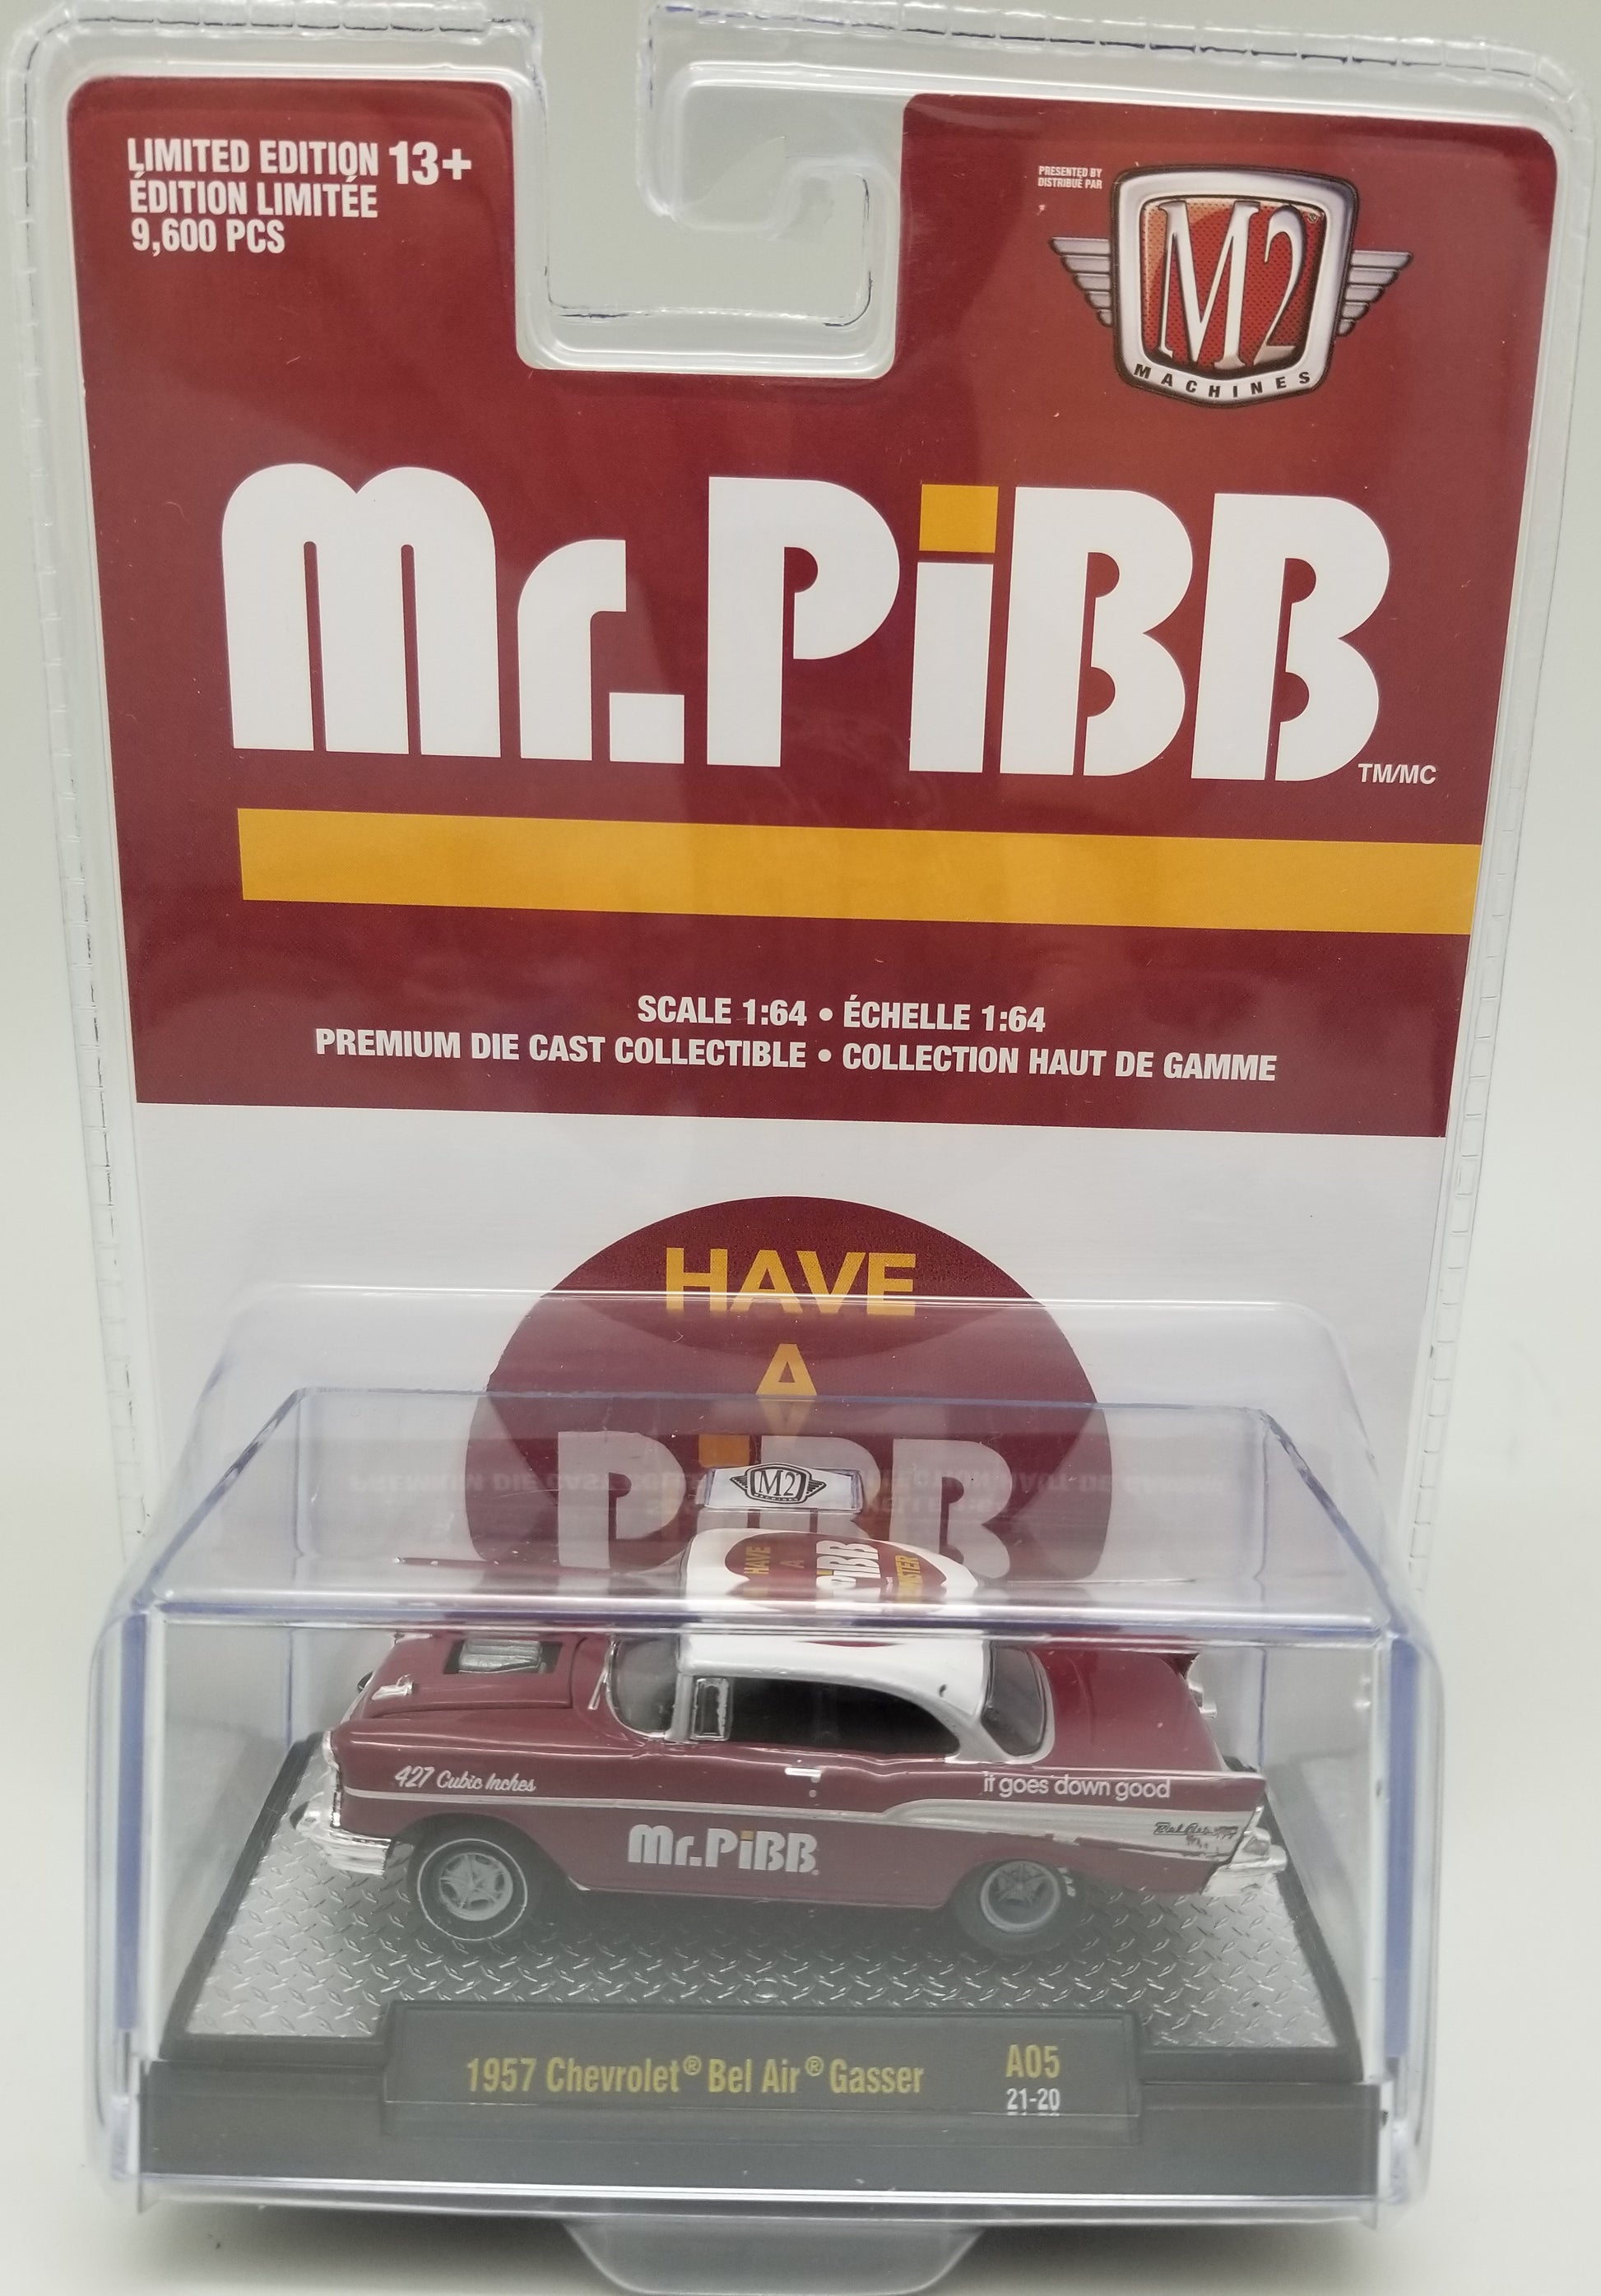 LIMITED EDITION 13+
ÉDITION LIMITÉE
9,600 PCS
PRESENTED BY
DISTRIBUÉ PAR
M2
MACHINES
Mr.PiBB
TM/MC
SCALE 1:64 • ÉCHELLE 1:64
PREMIUM DIE CAST COLLECTIBLE • COLLECTION HAUT DE GAMME
HAVE
A
PiBB
M2
HAVE
A
PiBB
427 Cubic Inches
it goes down good
Mr.PiBB
1957 Chevrolet® Bel Air® Gasser A05
21-20